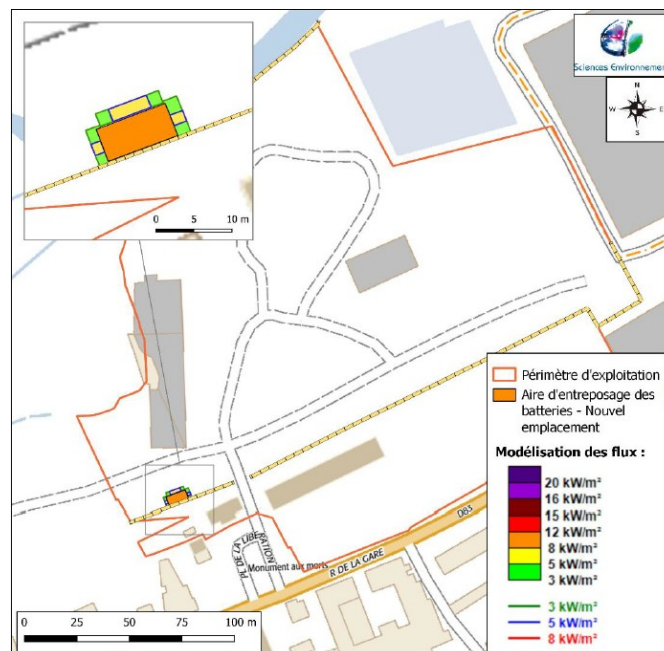 Sciences Environnement
N
W
E
S
0 5 10 m
Périmètre d'exploitation
Aire d'entreposage des
batteries - Nouvel
emplacement
Modélisation des flux :
20 kW/m²
16 kW/m²
15 kW/m²
12 kW/m²
8 kW/m²
5 kW/m²
3 kW/m²
3 kW/m²
5 kW/m²
8 kW/m²
PL DE LA LIBÉRATION
Monument aux morts
R DE LA GARE
D83
0 25 50 75 100 m